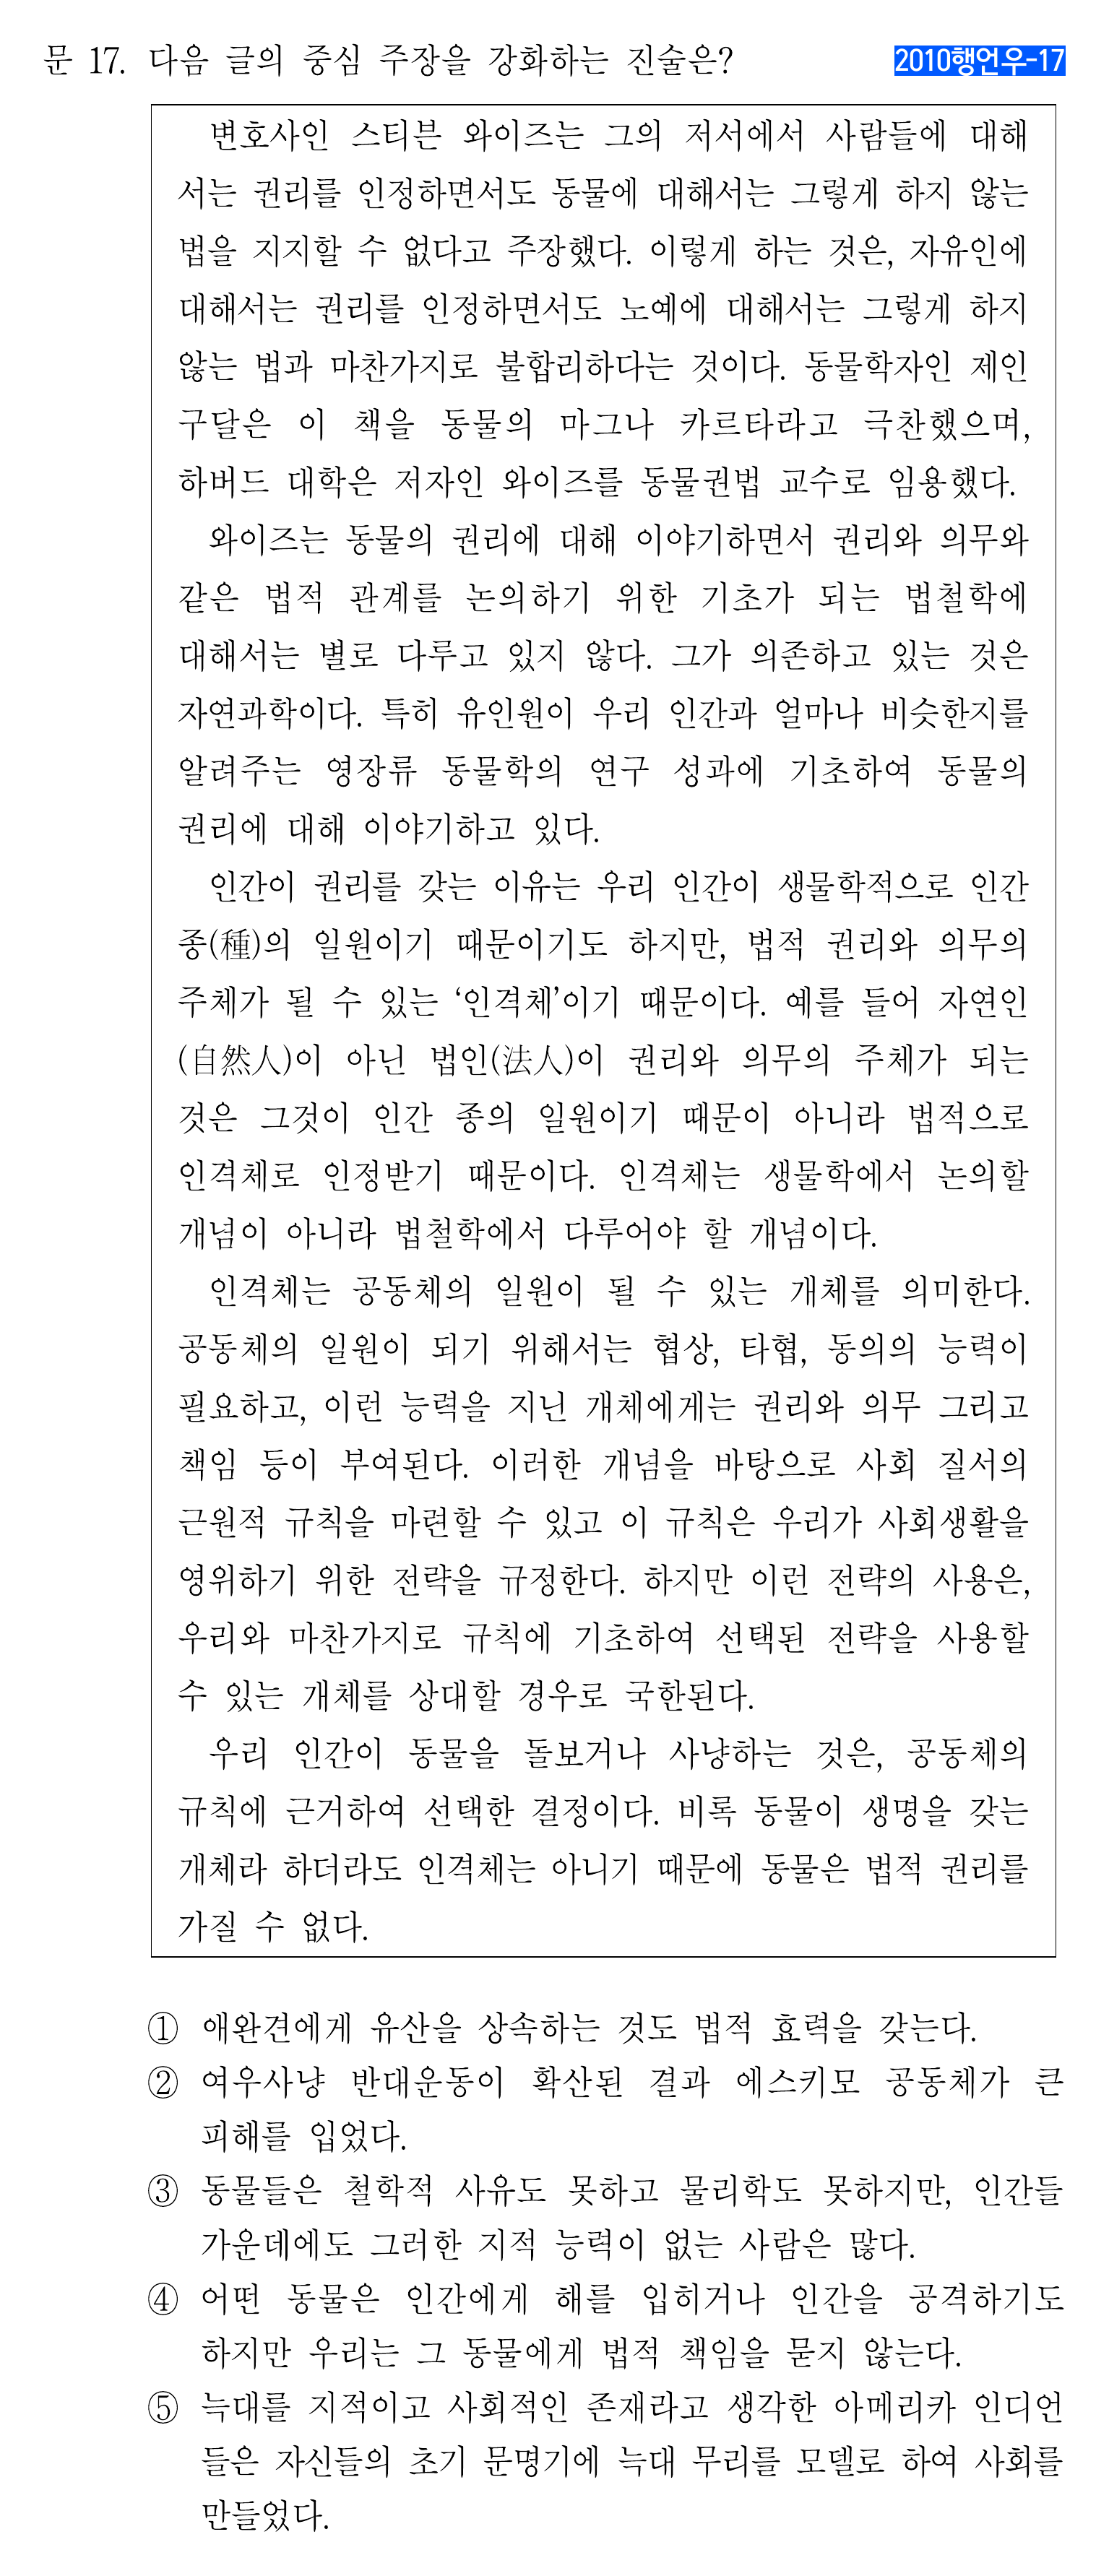 문 17. 다음 글의 중심 주장을 강화하는 진술은?
2010행언우-17
변호사인 스티븐 와이즈는 그의 저서에서 사람들에 대해
서는 권리를 인정하면서도 동물에 대해서는 그렇게 하지 않는
법을 지지할 수 없다고 주장했다. 이렇게 하는 것은, 자유인에
대해서는 권리를 인정하면서도 노예에 대해서는 그렇게 하지
않는 법과 마찬가지로 불합리하다는 것이다. 동물학자인 제인
구달은 이 책을 동물의 마그나 카르타라고 극찬했으며,
하버드 대학은 저자인 와이즈를 동물권법 교수로 임용했다.
와이즈는 동물의 권리에 대해 이야기하면서 권리와 의무와
같은 법적 관계를 논의하기 위한 기초가 되는 법철학에
대해서는 별로 다루고 있지 않다. 그가 의존하고 있는 것은
자연과학이다. 특히 유인원이 우리 인간과 얼마나 비슷한지를
알려주는 영장류 동물학의 연구 성과에 기초하여 동물의
권리에 대해 이야기하고 있다.
인간이 권리를 갖는 이유는 우리 인간이 생물학적으로 인간
종(種)의 일원이기 때문이기도 하지만, 법적 권리와 의무의
주체가 될 수 있는 ‘인격체’이기 때문이다. 예를 들어 자연인
(自然人)이 아닌 법인(法人)이 권리와 의무의 주체가 되는
것은 그것이 인간 종의 일원이기 때문이 아니라 법적으로
인격체로 인정받기 때문이다. 인격체는 생물학에서 논의할
개념이 아니라 법철학에서 다루어야 할 개념이다.
인격체는 공동체의 일원이 될 수 있는 개체를 의미한다.
공동체의 일원이 되기 위해서는 협상, 타협, 동의의 능력이
필요하고, 이런 능력을 지닌 개체에게는 권리와 의무 그리고
책임 등이 부여된다. 이러한 개념을 바탕으로 사회 질서의
근원적 규칙을 마련할 수 있고 이 규칙은 우리가 사회생활을
영위하기 위한 전략을 규정한다. 하지만 이런 전략의 사용은,
우리와 마찬가지로 규칙에 기초하여 선택된 전략을 사용할
수 있는 개체를 상대할 경우로 국한된다.
우리 인간이 동물을 돌보거나 사냥하는 것은, 공동체의
규칙에 근거하여 선택한 결정이다. 비록 동물이 생명을 갖는
개체라 하더라도 인격체는 아니기 때문에 동물은 법적 권리를
가질 수 없다.
① 애완견에게 유산을 상속하는 것도 법적 효력을 갖는다.
② 여우사냥 반대운동이 확산된 결과 에스키모 공동체가 큰
피해를 입었다.
③ 동물들은 철학적 사유도 못하고 물리학도 못하지만, 인간들
가운데에도 그러한 지적 능력이 없는 사람은 많다.
④ 어떤 동물은 인간에게 해를 입히거나 인간을 공격하기도
하지만 우리는 그 동물에게 법적 책임을 묻지 않는다.
⑤ 늑대를 지적이고 사회적인 존재라고 생각한 아메리카 인디언
들은 자신들의 초기 문명기에 늑대 무리를 모델로 하여 사회를
만들었다.